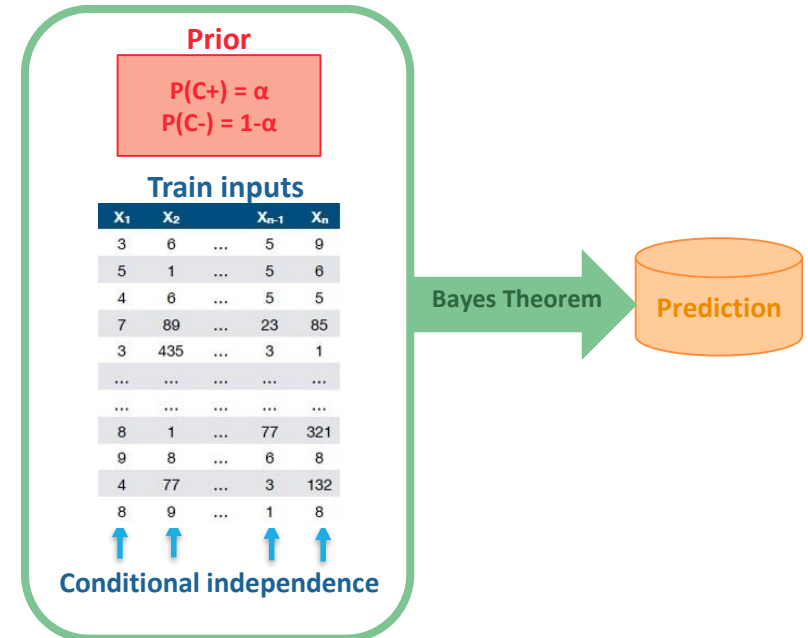 Prior
P(C+) = α
P(C-) = 1-α
Train inputs
X₁ X₂ Xₙ₋₁ Xₙ
3 6 ... 5 9
5 1 ... 5 6
4 6 ... 5 5
7 89 ... 23 85
3 435 ... 3 1
... ... ... ...
... ... ... ...
8 1 ... 77 321
9 8 ... 6 8
4 77 ... 3 132
8 9 ... 1 8
Conditional independence
Bayes Theorem
Prediction